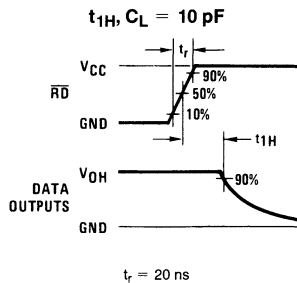 t1H, CL = 10 pF
tr
VCC
90%
RD
50%
10%
GND
t1H
VOH
90%
DATA
OUTPUTS
GND
tr = 20 ns